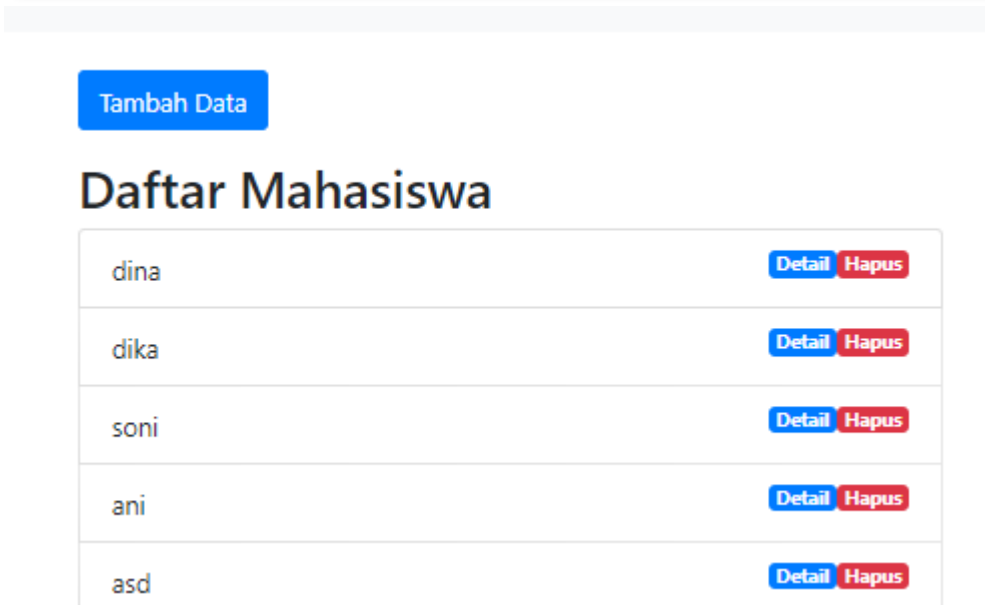 Tambah Data
Daftar Mahasiswa
dina Detail Hapus
dika Detail Hapus
soni Detail Hapus
ani Detail Hapus
asd Detail Hapus